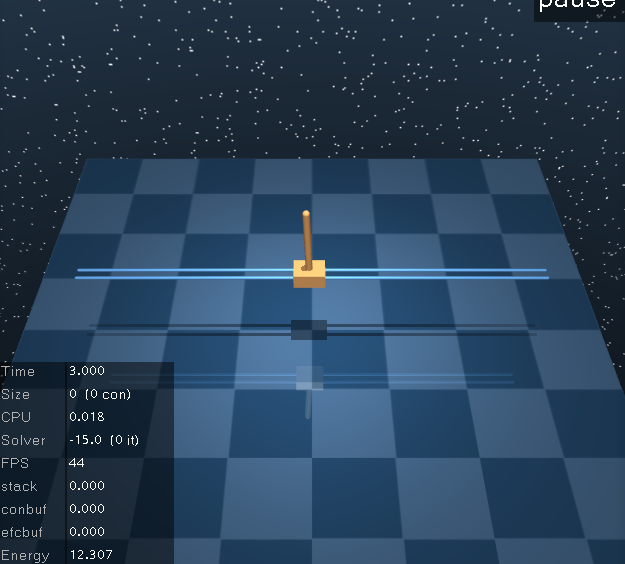 pause
Time 3.000
Size 0 (0 con)
CPU 0.018
Solver -15.0 (0 it)
FPS 44
stack 0.000
conbuf 0.000
efcbuf 0.000
Energy 12.307